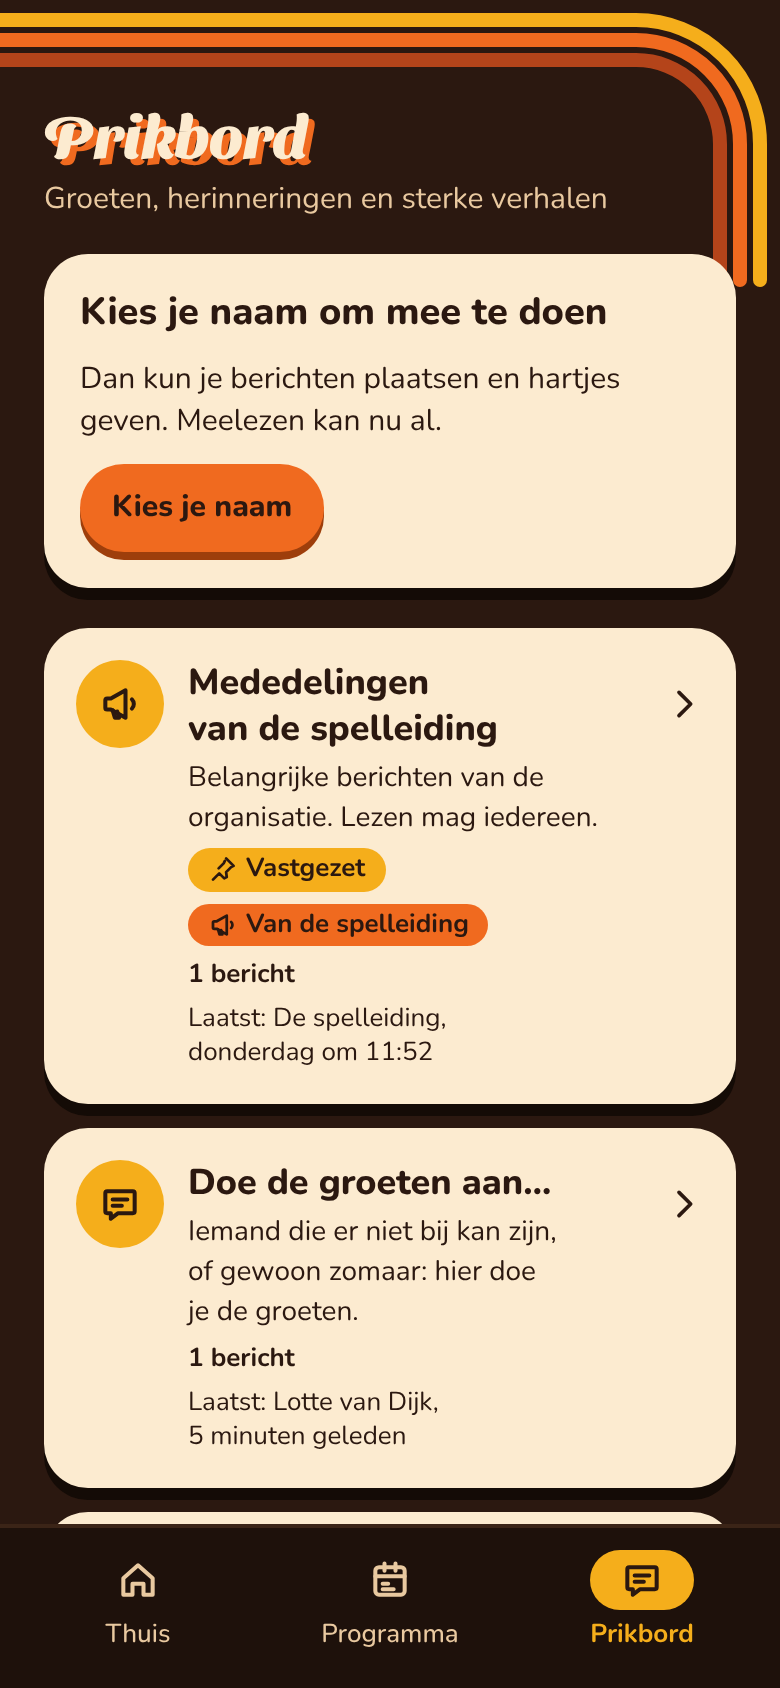 Prikbord
Groeten, herinneringen en sterke verhalen
Kies je naam om mee te doen
Dan kun je berichten plaatsen en hartjes
geven. Meelezen kan nu al.
Kies je naam
Mededelingen
van de spelleiding
Belangrijke berichten van de
organisatie. Lezen mag iedereen.
Vastgezet
Van de spelleiding
1 bericht
Laatst: De spelleiding,
donderdag om 11:52
Doe de groeten aan...
Iemand die er niet bij kan zijn,
of gewoon zomaar: hier doe
je de groeten.
1 bericht
Laatst: Lotte van Dijk,
5 minuten geleden
Thuis
Programma
Prikbord